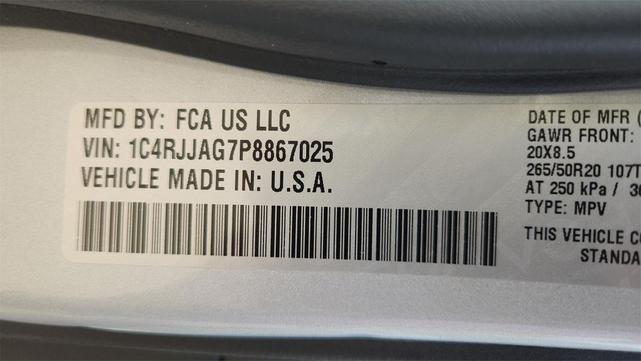 MFD BY: FCA US LLC
VIN: 1C4RJJAG7P8867025
VEHICLE MADE IN: U.S.A.
DATE OF MFR (
GAWR FRONT:
20X8.5
265/50R20 107T
AT 250 kPa /
TYPE: MPV
THIS VEHICLE